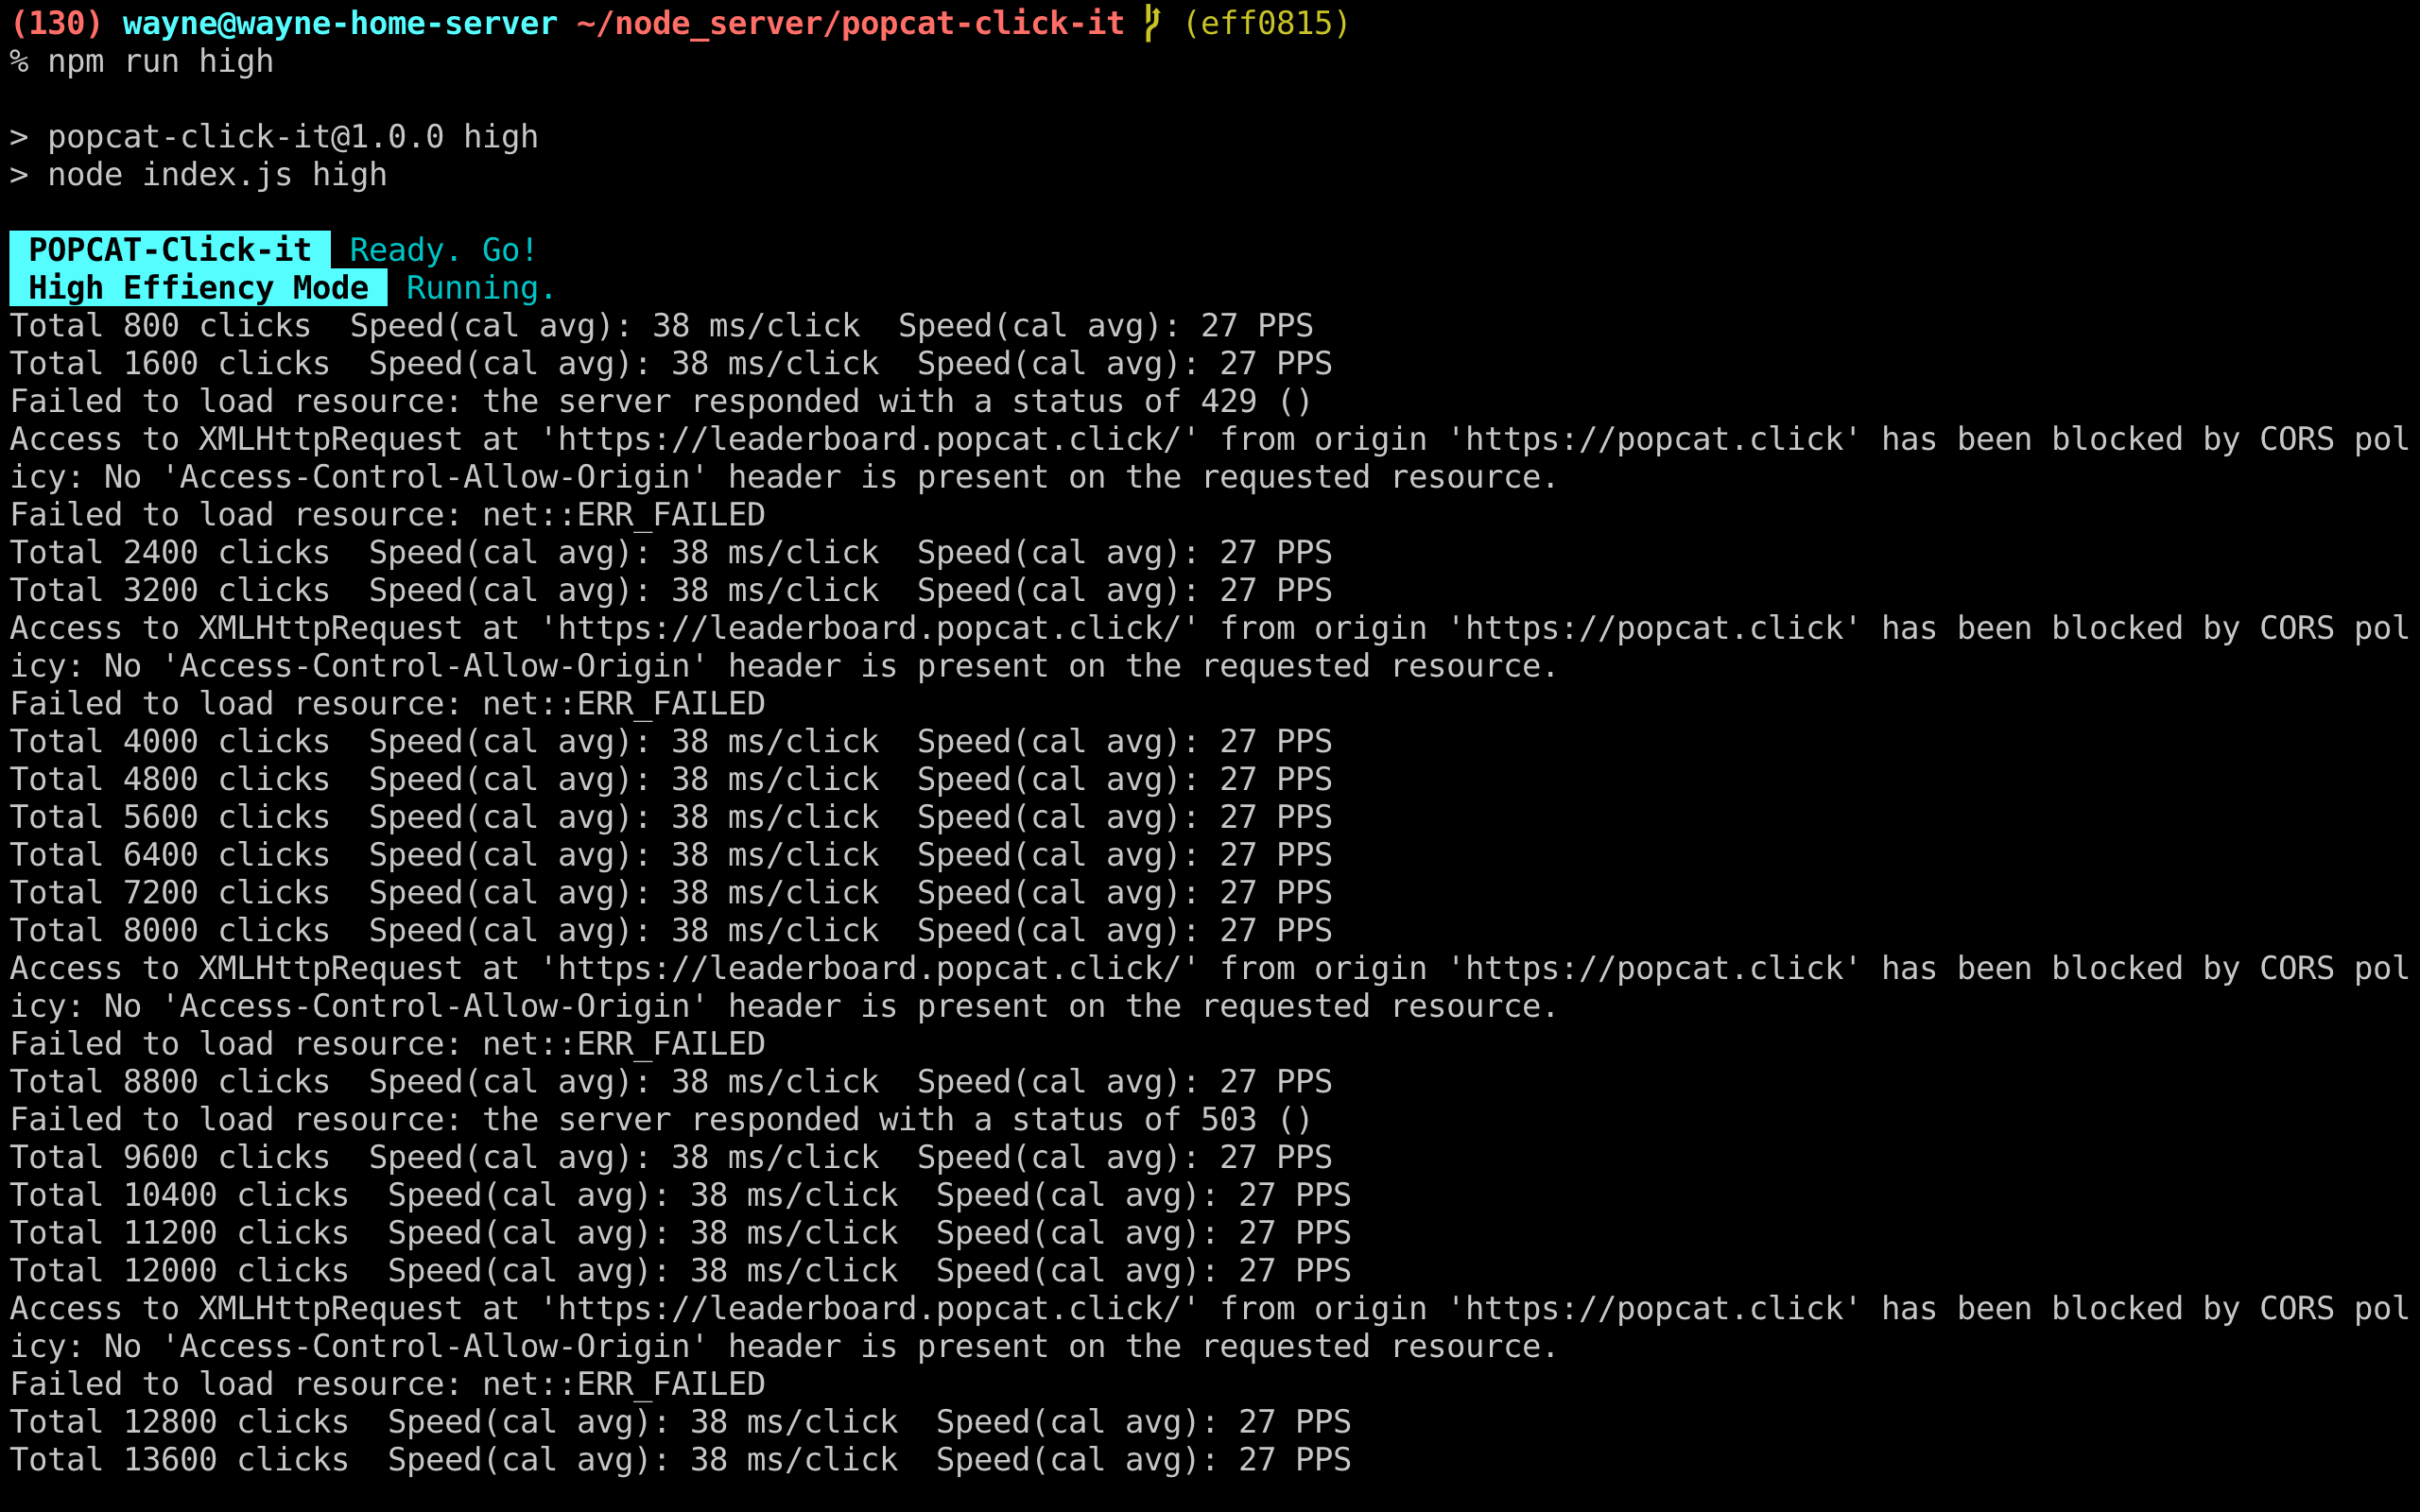 (130) wayne@wayne-home-server ~/node_server/popcat-click-it (eff0815)
% npm run high
> popcat-click-it@1.0.0 high
> node index.js high
POPCAT-Click-it Ready. Go!
High Effiency Mode Running.
Total 800 clicks  Speed(cal avg): 38 ms/click  Speed(cal avg): 27 PPS
Total 1600 clicks  Speed(cal avg): 38 ms/click  Speed(cal avg): 27 PPS
Failed to load resource: the server responded with a status of 429 ()
Access to XMLHttpRequest at 'https://leaderboard.popcat.click/' from origin 'https://popcat.click' has been blocked by CORS pol
icy: No 'Access-Control-Allow-Origin' header is present on the requested resource.
Failed to load resource: net::ERR_FAILED
Total 2400 clicks  Speed(cal avg): 38 ms/click  Speed(cal avg): 27 PPS
Total 3200 clicks  Speed(cal avg): 38 ms/click  Speed(cal avg): 27 PPS
Access to XMLHttpRequest at 'https://leaderboard.popcat.click/' from origin 'https://popcat.click' has been blocked by CORS pol
icy: No 'Access-Control-Allow-Origin' header is present on the requested resource.
Failed to load resource: net::ERR_FAILED
Total 4000 clicks  Speed(cal avg): 38 ms/click  Speed(cal avg): 27 PPS
Total 4800 clicks  Speed(cal avg): 38 ms/click  Speed(cal avg): 27 PPS
Total 5600 clicks  Speed(cal avg): 38 ms/click  Speed(cal avg): 27 PPS
Total 6400 clicks  Speed(cal avg): 38 ms/click  Speed(cal avg): 27 PPS
Total 7200 clicks  Speed(cal avg): 38 ms/click  Speed(cal avg): 27 PPS
Total 8000 clicks  Speed(cal avg): 38 ms/click  Speed(cal avg): 27 PPS
Access to XMLHttpRequest at 'https://leaderboard.popcat.click/' from origin 'https://popcat.click' has been blocked by CORS pol
icy: No 'Access-Control-Allow-Origin' header is present on the requested resource.
Failed to load resource: net::ERR_FAILED
Total 8800 clicks  Speed(cal avg): 38 ms/click  Speed(cal avg): 27 PPS
Failed to load resource: the server responded with a status of 503 ()
Total 9600 clicks  Speed(cal avg): 38 ms/click  Speed(cal avg): 27 PPS
Total 10400 clicks  Speed(cal avg): 38 ms/click  Speed(cal avg): 27 PPS
Total 11200 clicks  Speed(cal avg): 38 ms/click  Speed(cal avg): 27 PPS
Total 12000 clicks  Speed(cal avg): 38 ms/click  Speed(cal avg): 27 PPS
Access to XMLHttpRequest at 'https://leaderboard.popcat.click/' from origin 'https://popcat.click' has been blocked by CORS pol
icy: No 'Access-Control-Allow-Origin' header is present on the requested resource.
Failed to load resource: net::ERR_FAILED
Total 12800 clicks  Speed(cal avg): 38 ms/click  Speed(cal avg): 27 PPS
Total 13600 clicks  Speed(cal avg): 38 ms/click  Speed(cal avg): 27 PPS